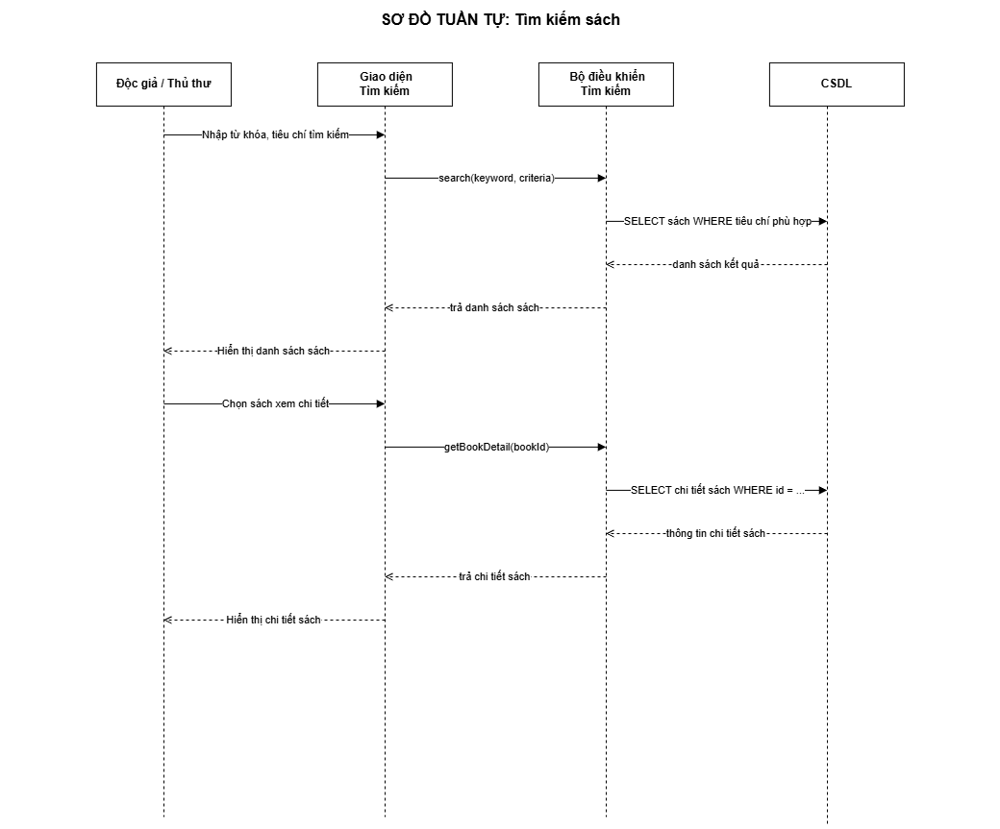 SƠ ĐỒ TUẦN TỰ: Tìm kiếm sách
Độc giả / Thủ thư
Giao diện
Tìm kiếm
Bộ điều khiển
Tìm kiếm
CSDL
Nhập từ khóa, tiêu chí tìm kiếm
search(keyword, criteria)
SELECT sách WHERE tiêu chí phù hợp
danh sách kết quả
trả danh sách sách
Hiển thị danh sách sách
Chọn sách xem chi tiết
getBookDetail(bookId)
SELECT chi tiết sách WHERE id = ...
thông tin chi tiết sách
trả chi tiết sách
Hiển thị chi tiết sách